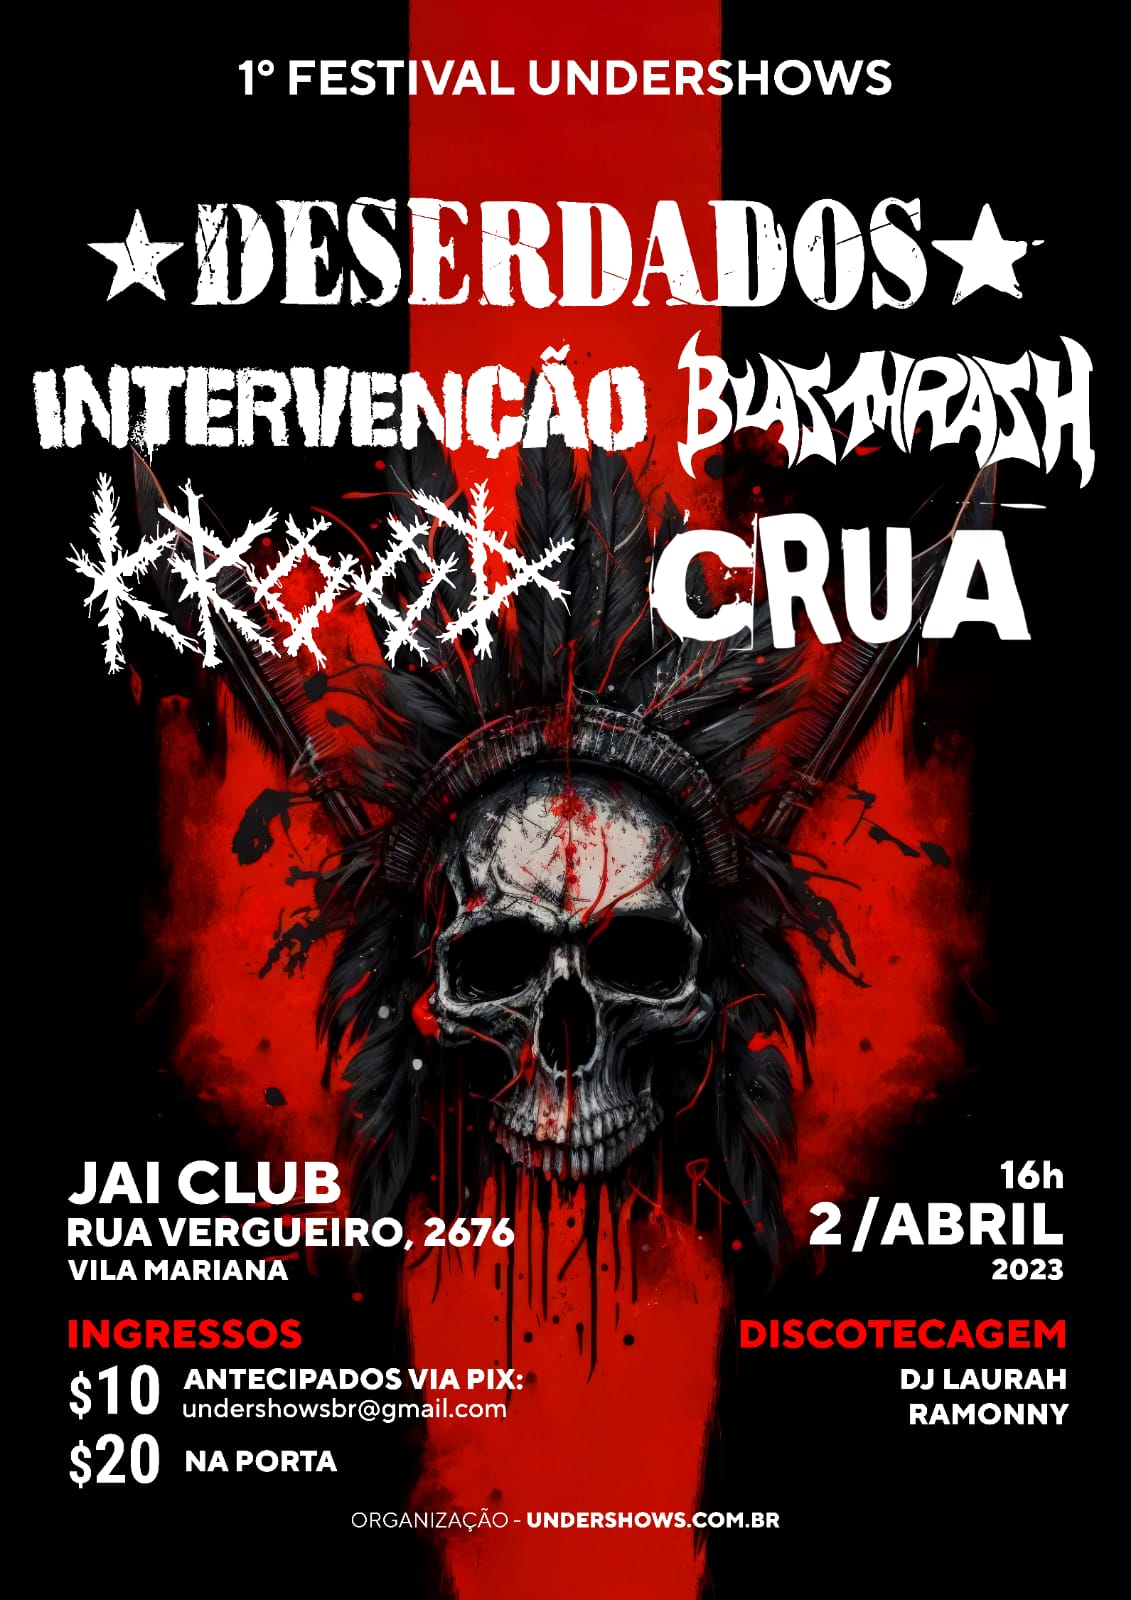 1º FESTIVAL UNDERSHOWS
DESERDADOS
INTERVENÇÃO BLASTHRASH
KROOD CRUA
JAI CLUB
RUA VERGUEIRO, 2676
VILA MARIANA
16h
2/ABRIL
2023
INGRESSOS
$10 ANTECIPADOS VIA PIX:
undershowsbr@gmail.com
$20 NA PORTA
DISCOTECAGEM
DJ LAURAH
RAMONNY
ORGANIZAÇÃO - UNDERSHOWS.COM.BR